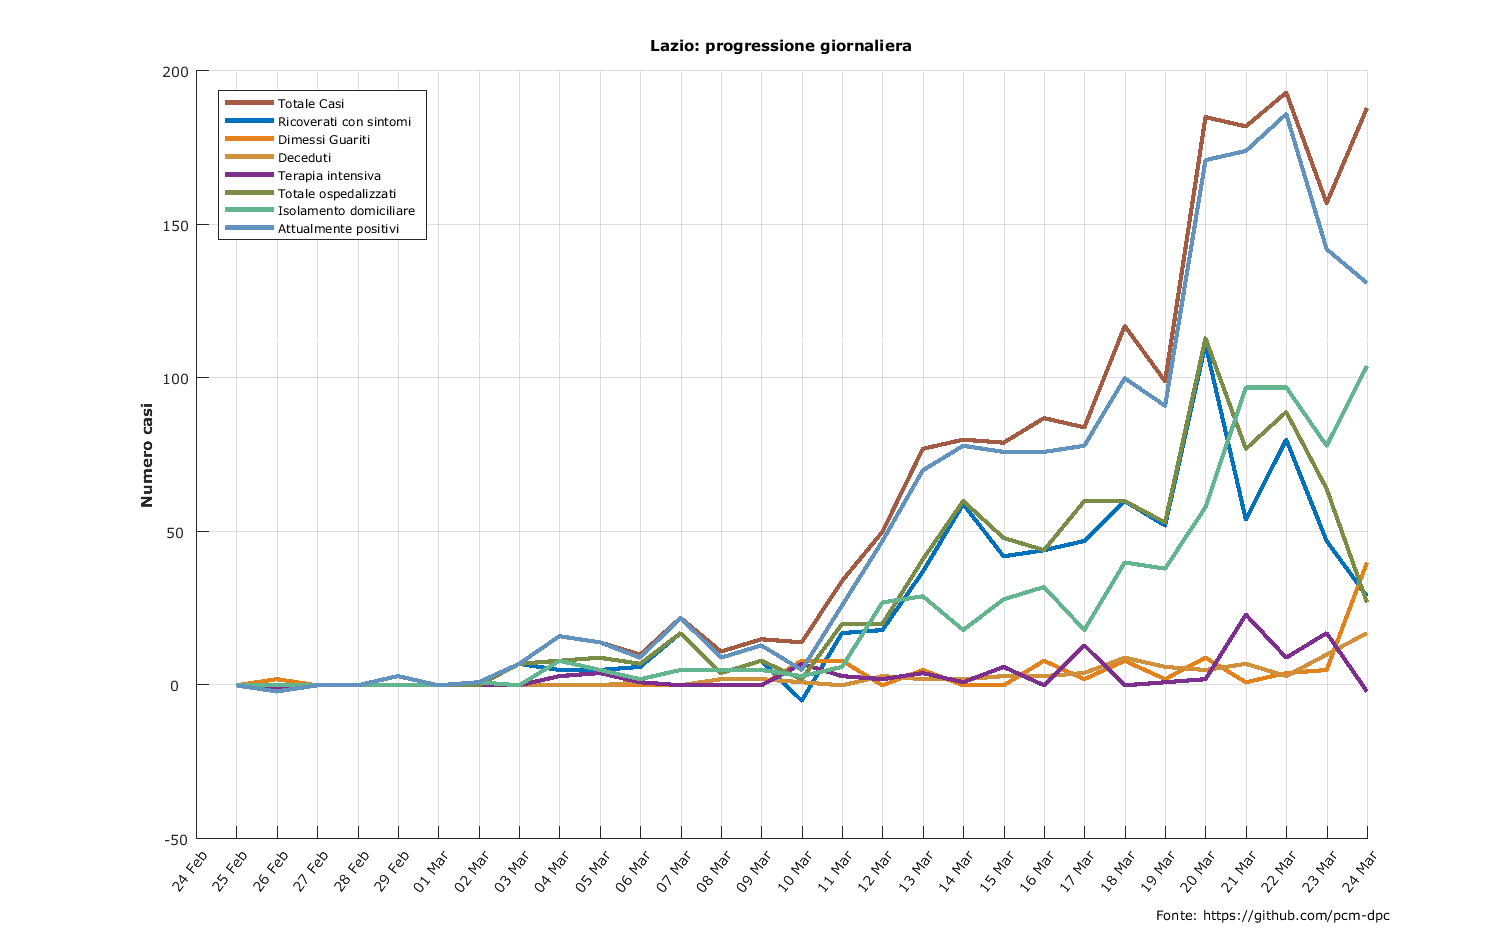 Lazio: progressione giornaliera
200
150
100
50
0
-50
Numero casi
Totale Casi
Ricoverati con sintomi
Dimessi Guariti
Deceduti
Terapia intensiva
Totale ospedalizzati
Isolamento domiciliare
Attualmente positivi
24 Feb
25 Feb
26 Feb
27 Feb
28 Feb
29 Feb
01 Mar
02 Mar
03 Mar
04 Mar
05 Mar
06 Mar
07 Mar
08 Mar
09 Mar
10 Mar
11 Mar
12 Mar
13 Mar
14 Mar
15 Mar
16 Mar
17 Mar
18 Mar
19 Mar
20 Mar
21 Mar
22 Mar
23 Mar
24 Mar
Fonte: https://github.com/pcm-dpc